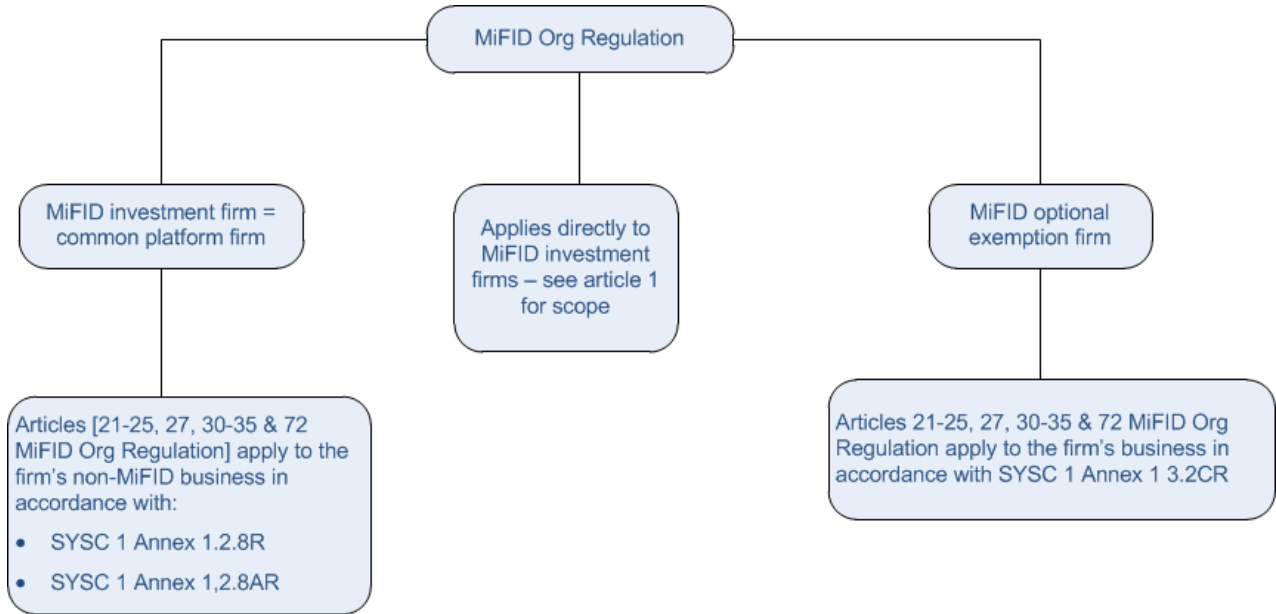 MiFID Org Regulation
MiFID investment firm =
common platform firm
Applies directly to
MiFID investment
firms – see article 1
for scope
MiFID optional
exemption firm
Articles [21-25, 27, 30-35 & 72
MiFID Org Regulation] apply to the
firm's non-MiFID business in
accordance with:
• SYSC 1 Annex 1.2.8R
• SYSC 1 Annex 1,2.8AR
Articles 21-25, 27, 30-35 & 72 MiFID Org
Regulation apply to the firm's business in
accordance with SYSC 1 Annex 1 3.2CR